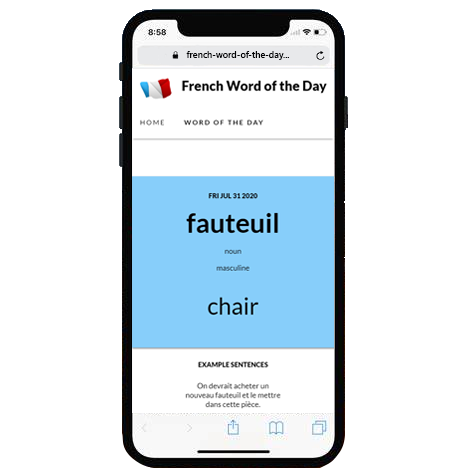 8:58
french-word-of-the-day...
French Word of the Day
HOME WORD OF THE DAY
FRI JUL 31 2020
fauteuil
noun
masculine
chair
EXAMPLE SENTENCES
On devrait acheter un
nouveau fauteuil et le mettre
dans cette pièce.